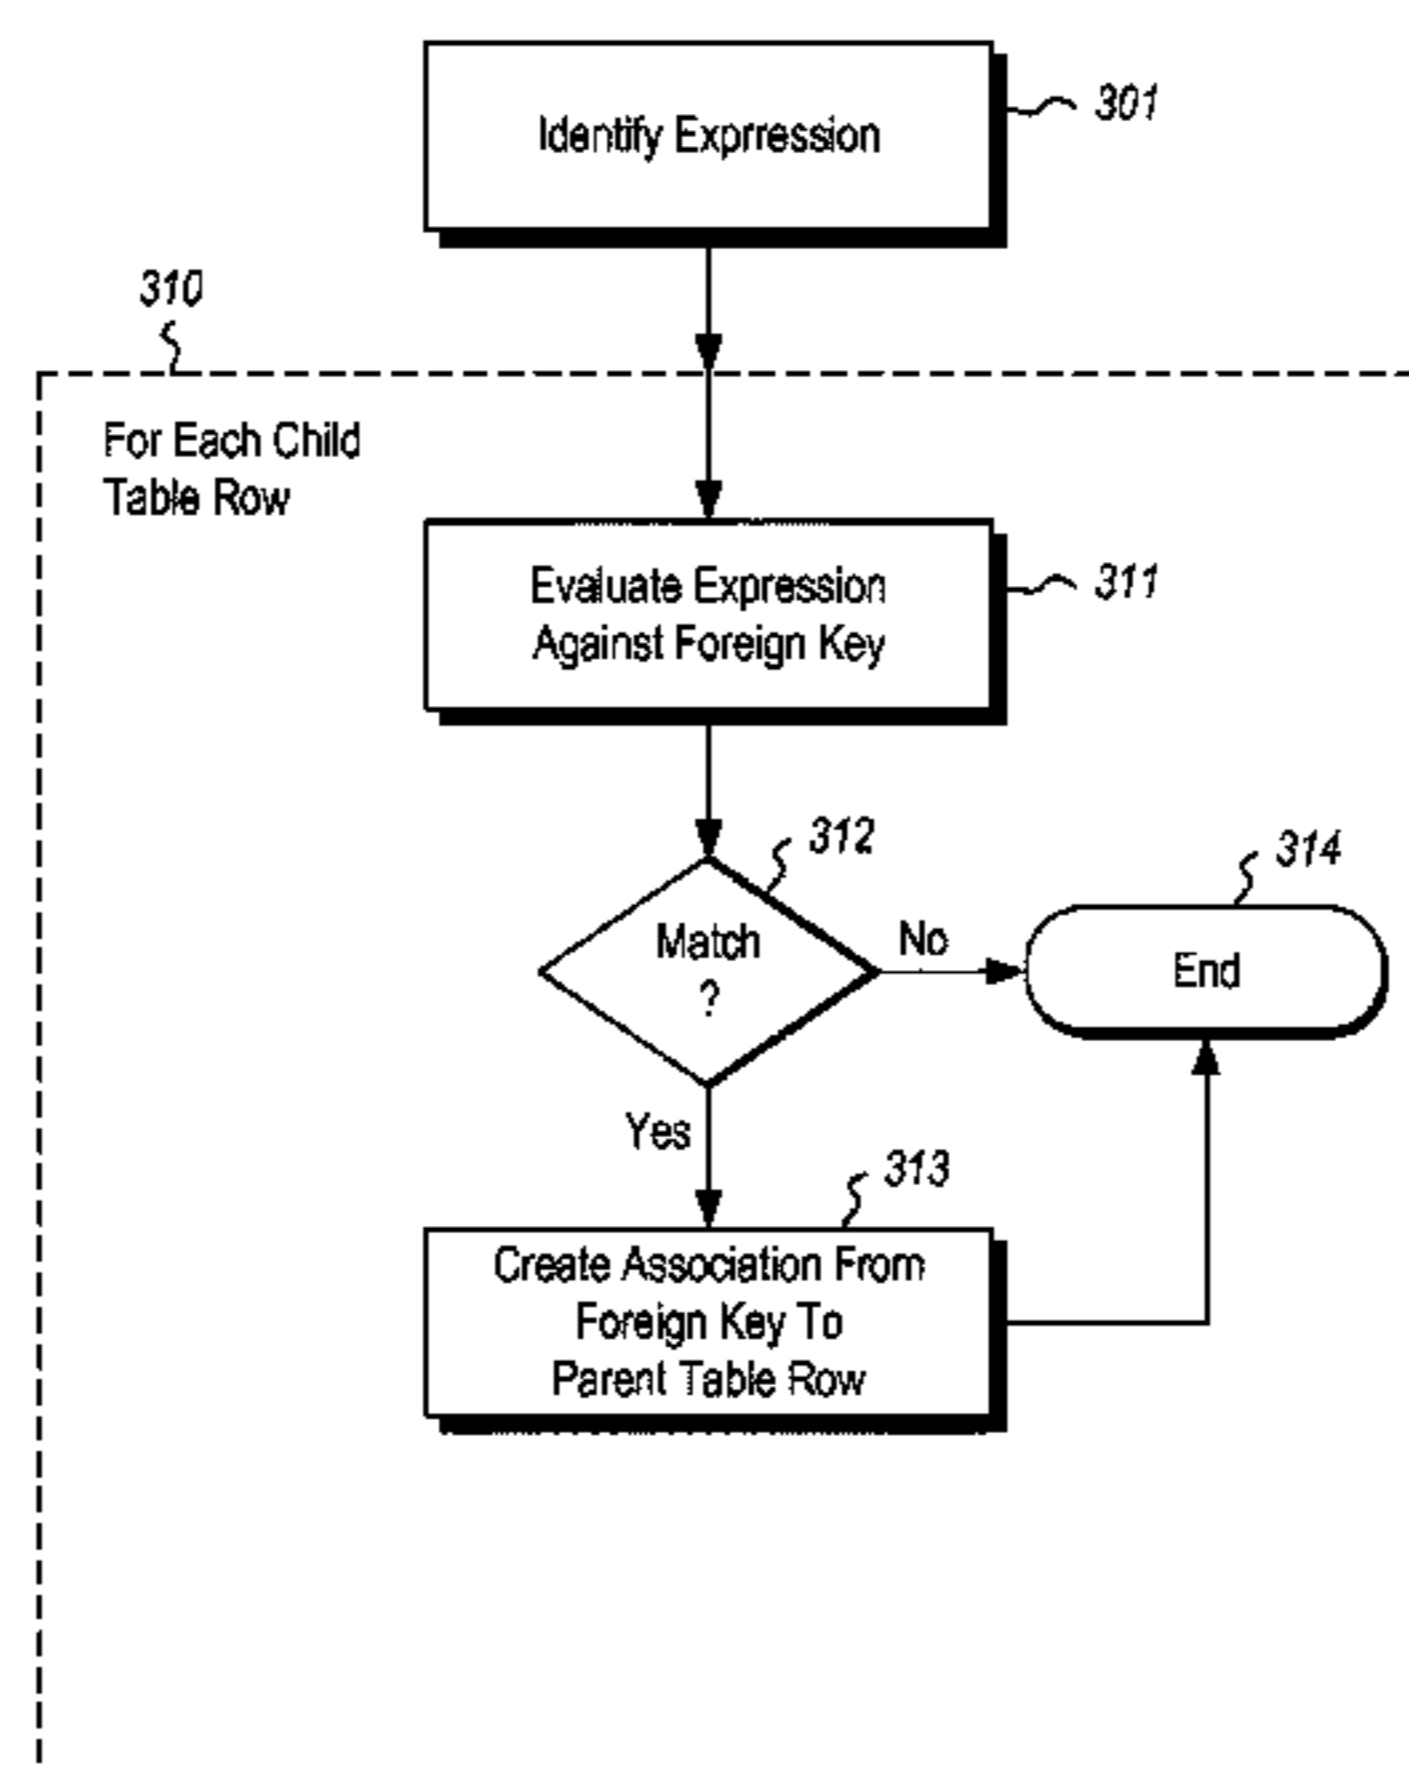 Identify Exprression
301
310
For Each Child
Table Row
Evaluate Expression
Against Foreign Key
311
312
Match
?
No
314
End
Yes
313
Create Association From
Foreign Key To
Parent Table Row